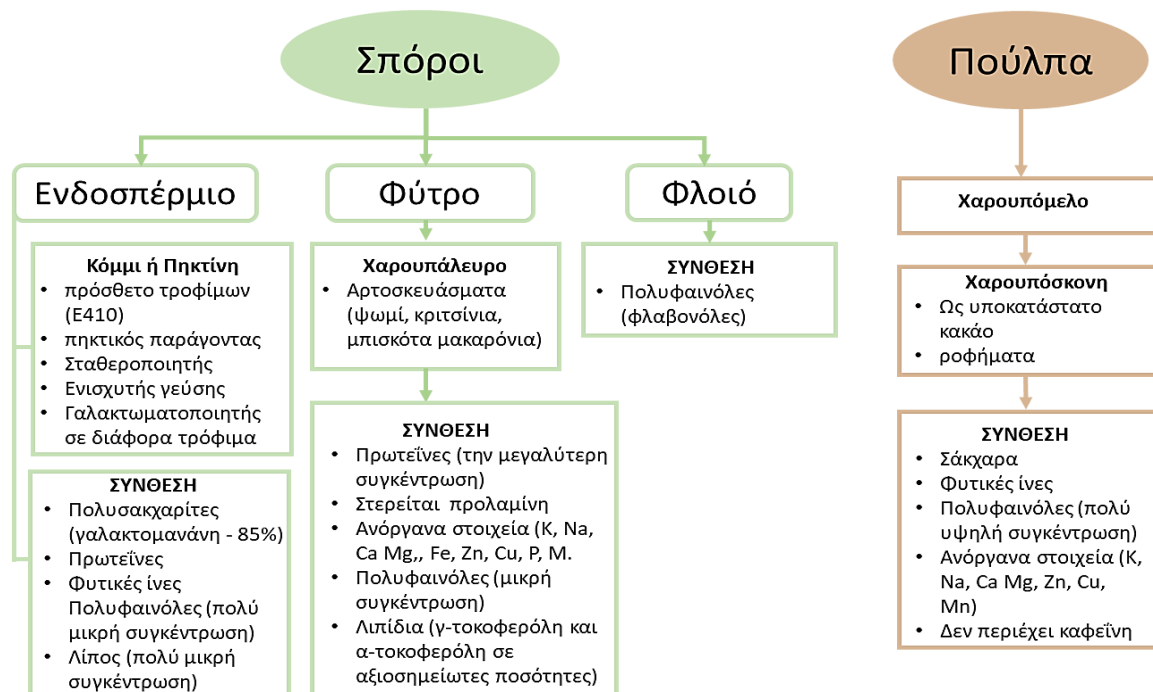 Σπόροι
Ενδοσπέρμιο
Κόμμι ή Πηκτίνη
• πρόσθετο τροφίμων
(Ε410)
• πηκτικός παράγοντας
• Σταθεροποιητής
• Ενισχυτής γεύσης
• Γαλακτωματοποιητής
σε διάφορα τρόφιμα
ΣΥΝΘΕΣΗ
• Πολυσακχαρίτες
(γαλακτομανάνη - 85%)
• Πρωτεΐνες
• Φυτικές ίνες
Πολυφαινόλες (πολύ
μικρή συγκέντρωση)
• Λίπος (πολύ μικρή
συγκέντρωση)
Φύτρο
Χαρουπάλευρο
• Αρτοσκευάσματα
(ψωμί, κριτσίνια,
μπισκότα μακαρόνια)
ΣΥΝΘΕΣΗ
• Πρωτεΐνες (την μεγαλύτερη
συγκέντρωση)
• Στερείται προλαμίνη
• Ανόργανα στοιχεία (K, Na,
Ca Mg,, Fe, Zn, Cu, P, M.
• Πολυφαινόλες (μικρή
συγκέντρωση)
• Λιπίδια (γ-τοκοφερόλη και
α-τοκοφερόλη σε
αξιοσημείωτες ποσότητες)
Φλοιό
ΣΥΝΘΕΣΗ
• Πολυφαινόλες
(φλαβονόλες)
Πούλπα
Χαρουπόμελο
Χαρουπόσκονη
• Ως υποκατάστατο
κακάο
• ροφήματα
ΣΥΝΘΕΣΗ
• Σάκχαρα
• Φυτικές ίνες
• Πολυφαινόλες (πολύ
υψηλή συγκέντρωση)
• Ανόργανα στοιχεία (K,
Na, Ca Mg, Zn, Cu,
Mn)
• Δεν περιέχει καφεΐνη